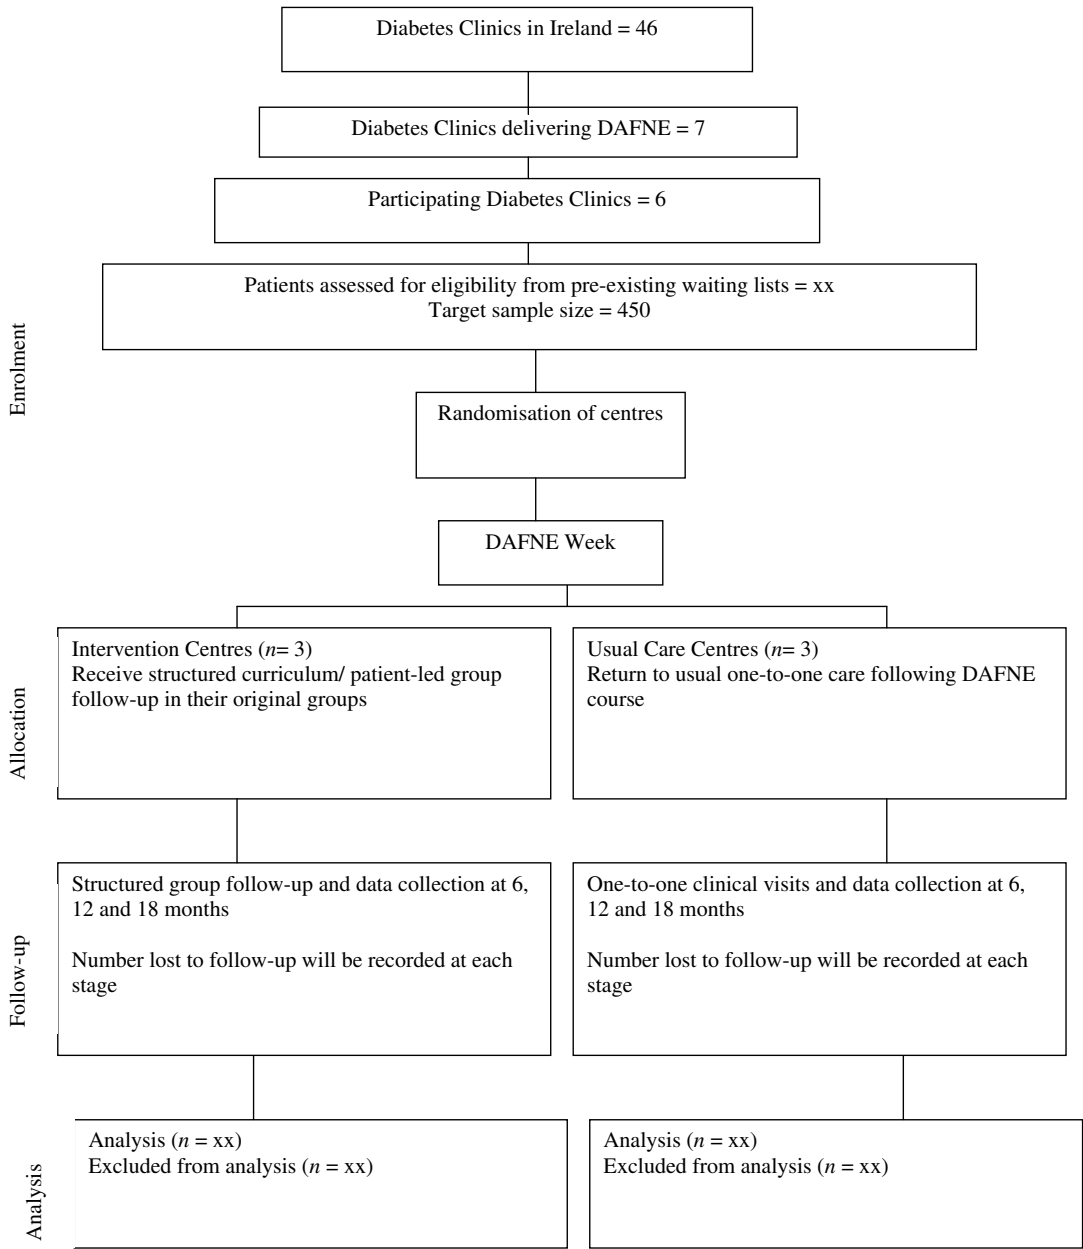 Diabetes Clinics in Ireland = 46
Diabetes Clinics delivering DAFNE = 7
Participating Diabetes Clinics = 6
Patients assessed for eligibility from pre-existing waiting lists = xx
Target sample size = 450
Enrolment
Randomisation of centres
DAFNE Week
Allocation
Intervention Centres (n= 3)
Receive structured curriculum/ patient-led group
follow-up in their original groups
Usual Care Centres (n= 3)
Return to usual one-to-one care following DAFNE
course
Follow-up
Structured group follow-up and data collection at 6,
12 and 18 months
Number lost to follow-up will be recorded at each
stage
One-to-one clinical visits and data collection at 6,
12 and 18 months
Number lost to follow-up will be recorded at each
stage
Analysis
Analysis (n = xx)
Excluded from analysis (n = xx)
Analysis (n = xx)
Excluded from analysis (n = xx)